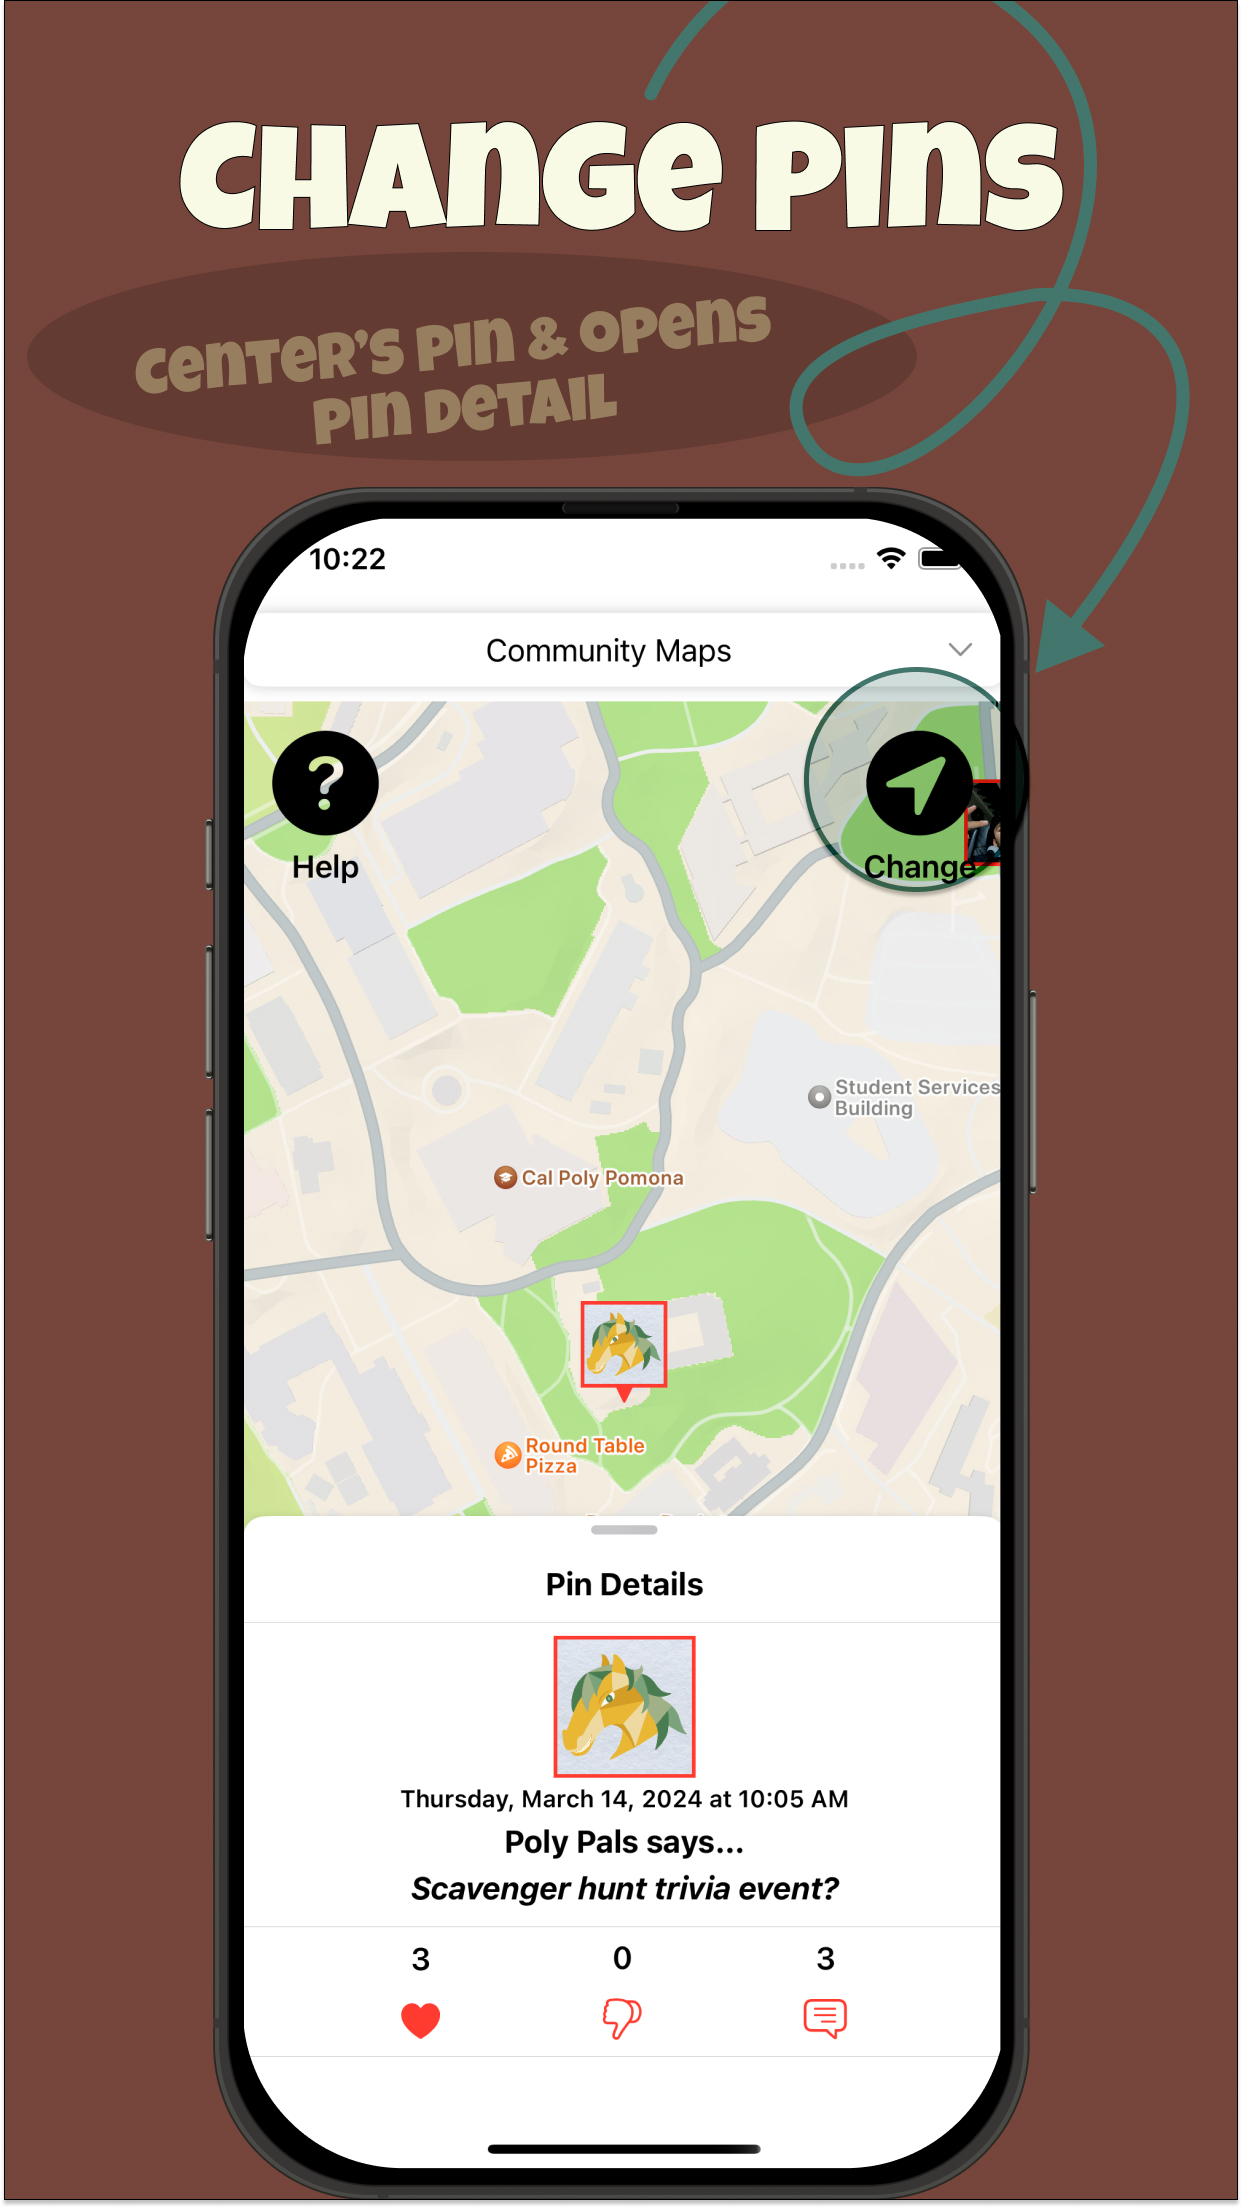 CHANGE PINS
CENTER'S PIN & OPENS
PIN DETAIL
10:22
Community Maps
?
Help
Change
Student Services
Building
Cal Poly Pomona
Round Table
Pizza
Pin Details
Thursday, March 14, 2024 at 10:05 AM
Poly Pals says...
Scavenger hunt trivia event?
3 0 3